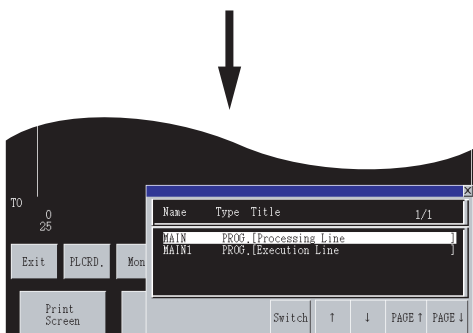 T0
0
25
Name Type Title 1/1
MAIN PROG.[Processing Line ]
MAIN1 PROG.[Execution Line ]
Exit PLCRD. Mon
Print
Screen
Switch ↑ ↓ PAGE↑ PAGE↓